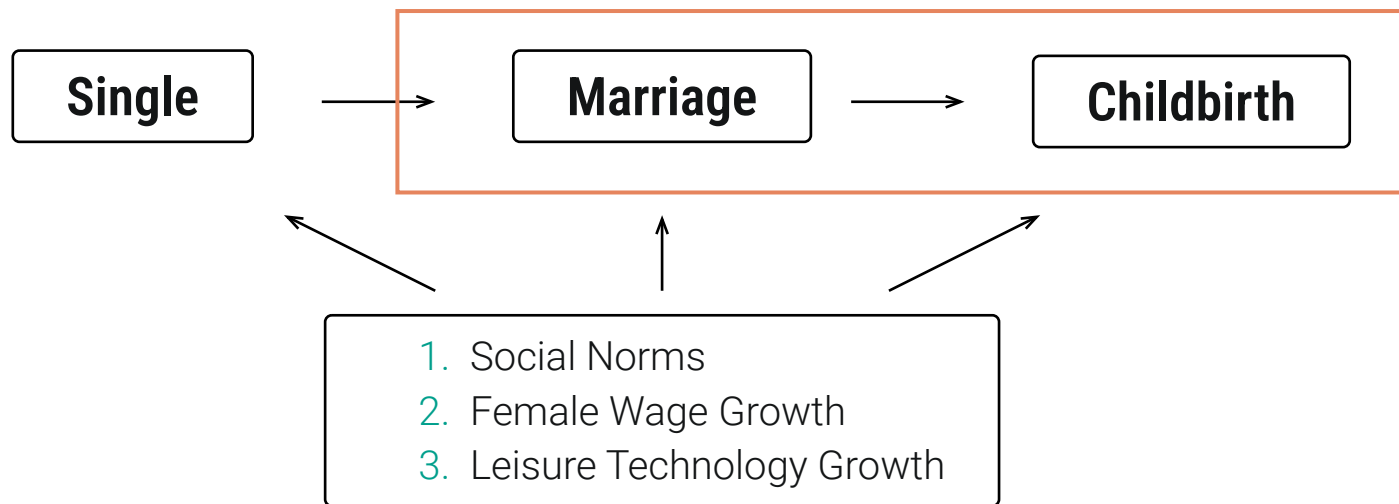 Single
Marriage
Childbirth
1. Social Norms
2. Female Wage Growth
3. Leisure Technology Growth